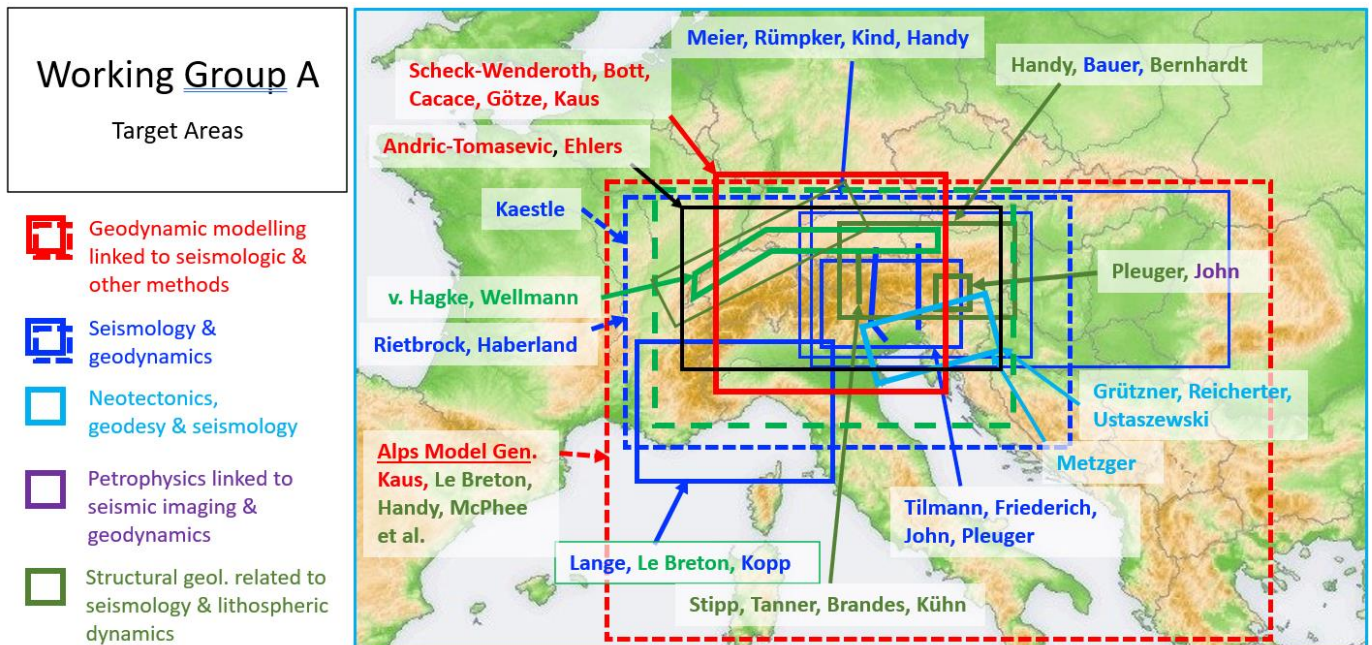 Working Group A
Target Areas
Geodynamic modelling
linked to seismologic &
other methods
Seismology &
geodynamics
Neotectonics,
geodesy & seismology
Petrophysics linked to
seismic imaging &
geodynamics
Structural geol. related to
seismology & lithospheric
dynamics
Meier, Rümpker, Kind, Handy
Scheck-Wenderoth, Bott,
Cacace, Götze, Kaus
Handy, Bauer, Bernhardt
Andric-Tomasevic, Ehlers
Kaestle
Pleuger, John
v. Hagke, Wellmann
Rietbrock, Haberland
Grützner, Reicherter,
Ustaszewski
Metzger
Alps Model Gen.
Kaus, Le Breton,
Handy, McPhee
et al.
Tilmann, Friederich,
John, Pleuger
Lange, Le Breton, Kopp
Stipp, Tanner, Brandes, Kühn